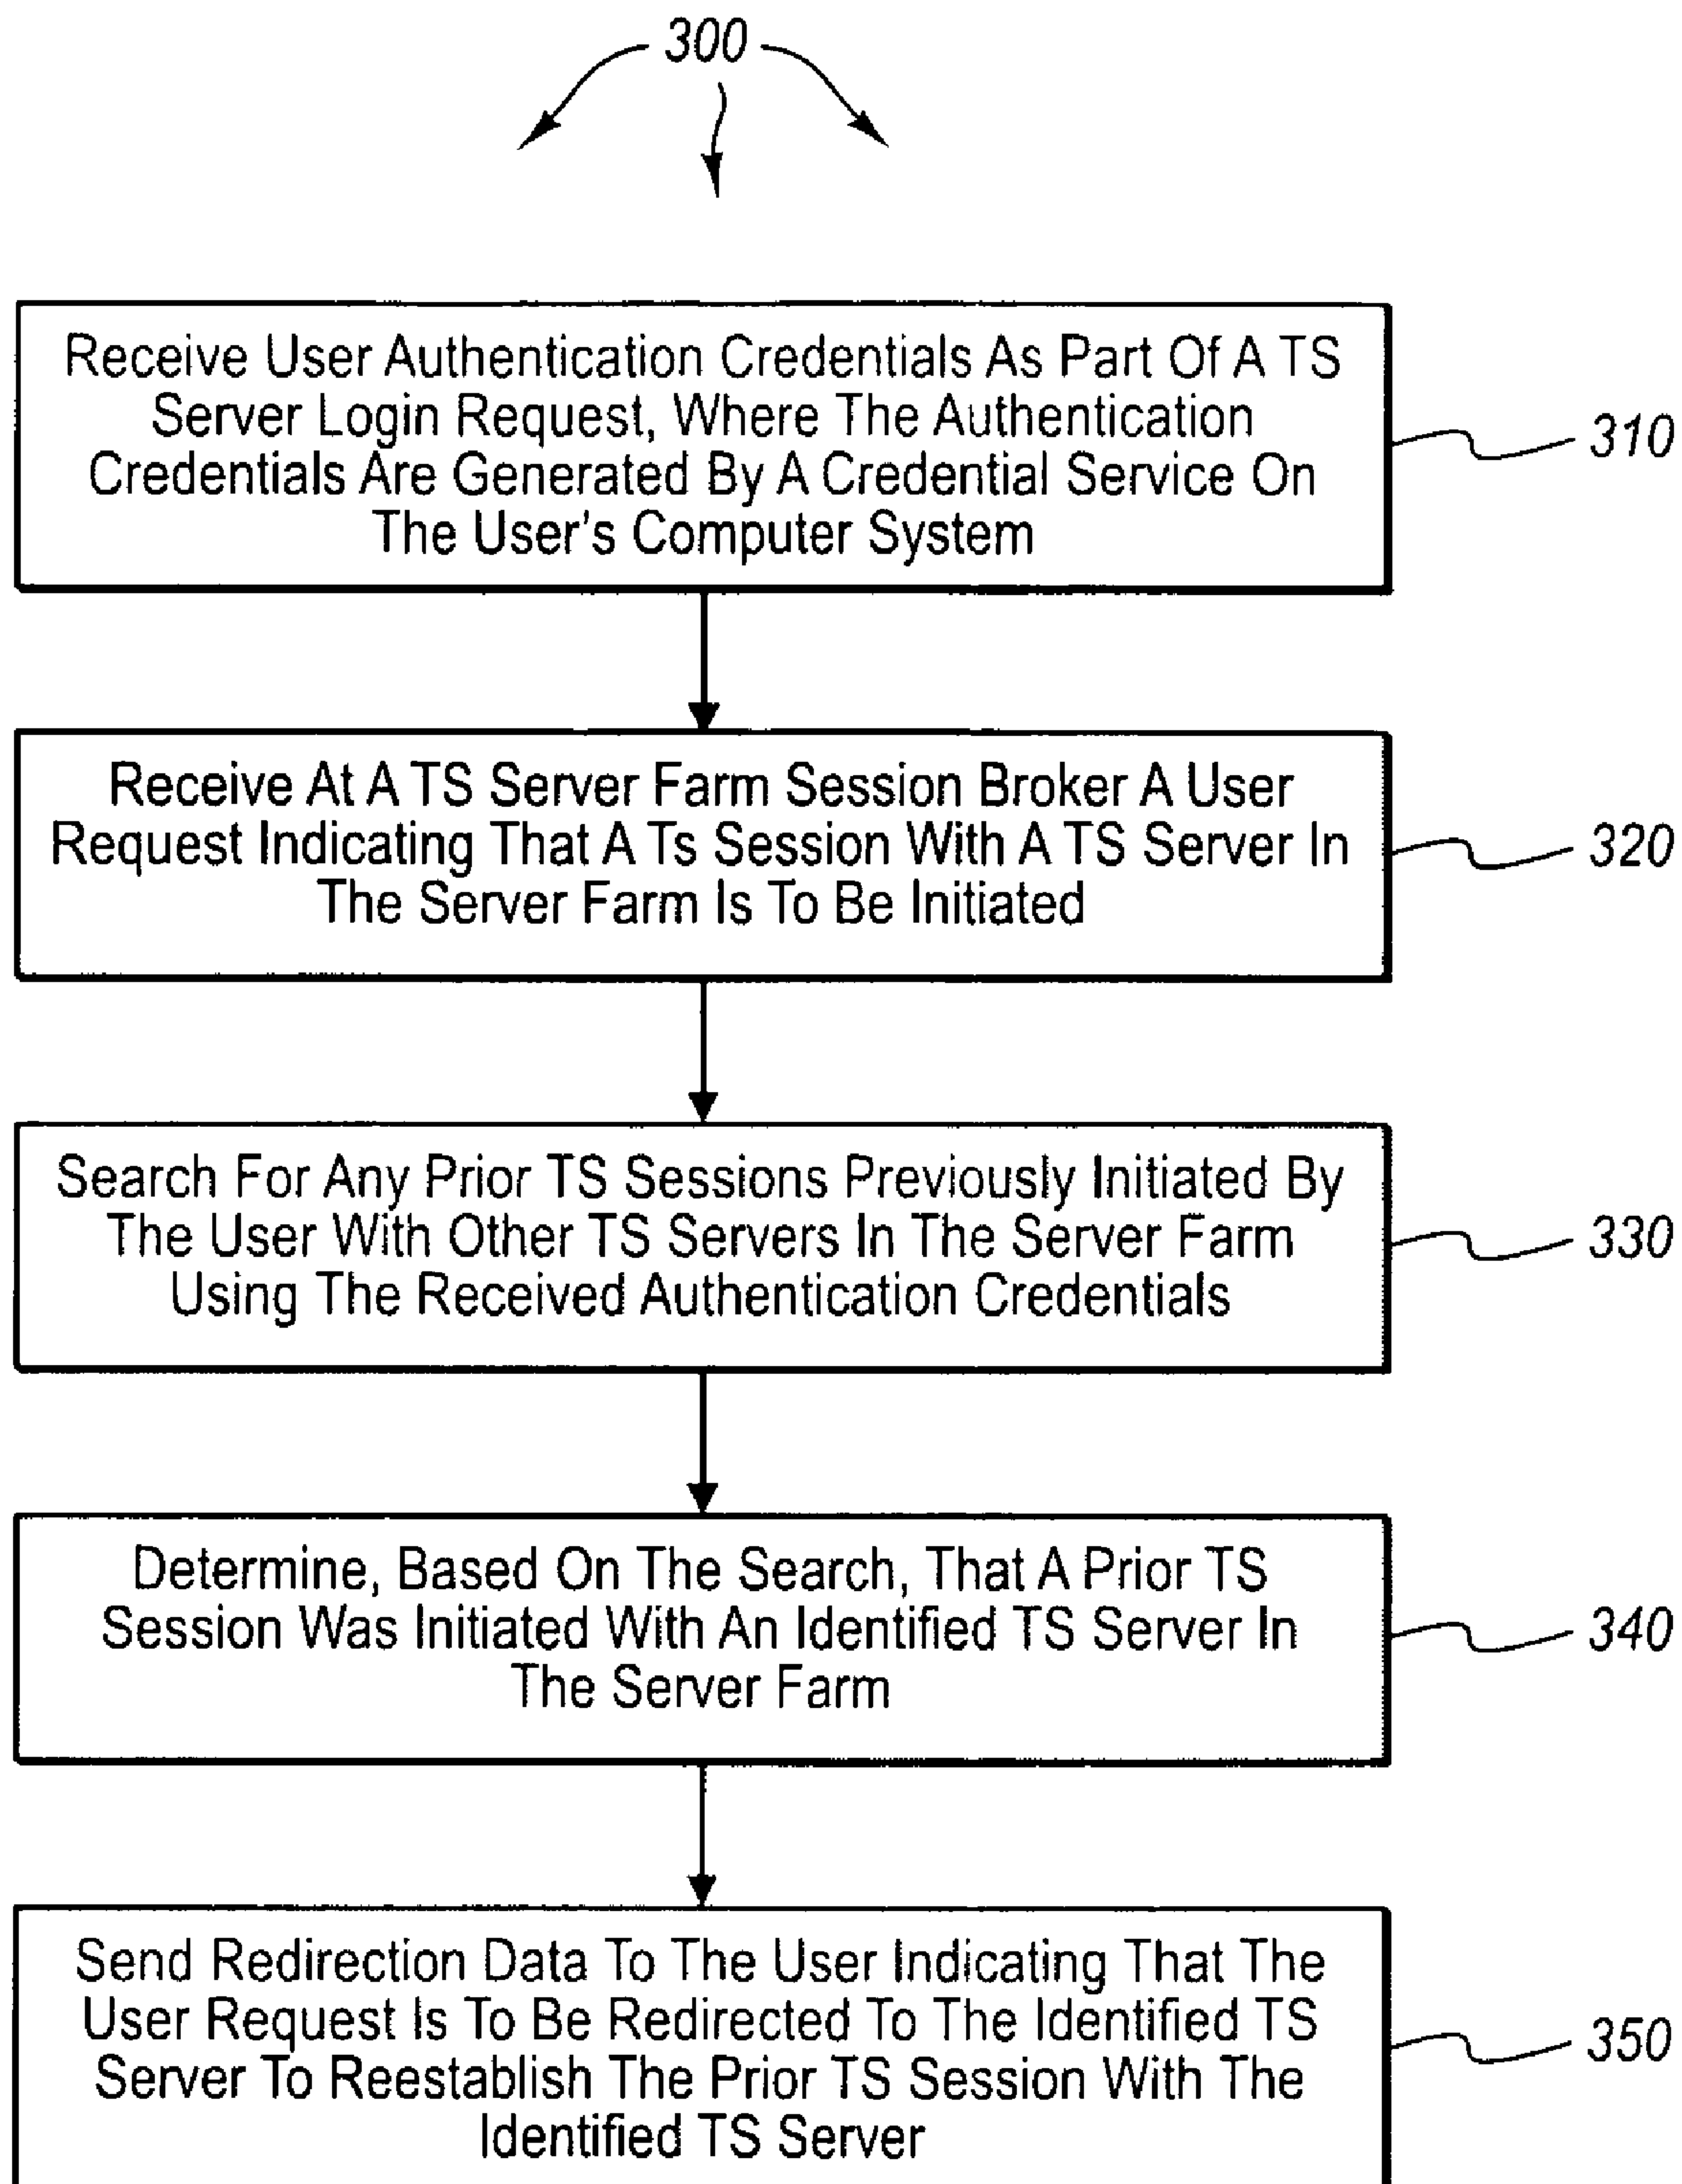 300
Receive User Authentication Credentials As Part Of A TS
Server Login Request, Where The Authentication
Credentials Are Generated By A Credential Service On
The User's Computer System
310
Receive At A TS Server Farm Session Broker A User
Request Indicating That A Ts Session With A TS Server In
The Server Farm Is To Be Initiated
320
Search For Any Prior TS Sessions Previously Initiated By
The User With Other TS Servers In The Server Farm
Using The Received Authentication Credentials
330
Determine, Based On The Search, That A Prior TS
Session Was Initiated With An Identified TS Server In
The Server Farm
340
Send Redirection Data To The User Indicating That The
User Request Is To Be Redirected To The Identified TS
Server To Reestablish The Prior TS Session With The
Identified TS Server
350